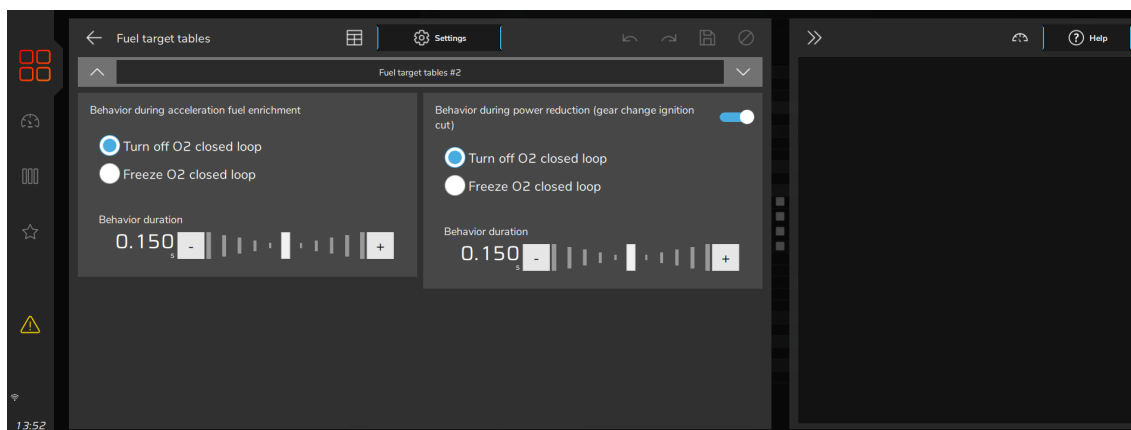 Fuel target tables
Settings
Help
Fuel target tables #2
Behavior during acceleration fuel enrichment
Turn off O2 closed loop
Freeze O2 closed loop
Behavior duration
0.150 s - +
Behavior during power reduction (gear change ignition
cut)
Turn off O2 closed loop
Freeze O2 closed loop
Behavior duration
0.150 s - +
13:52